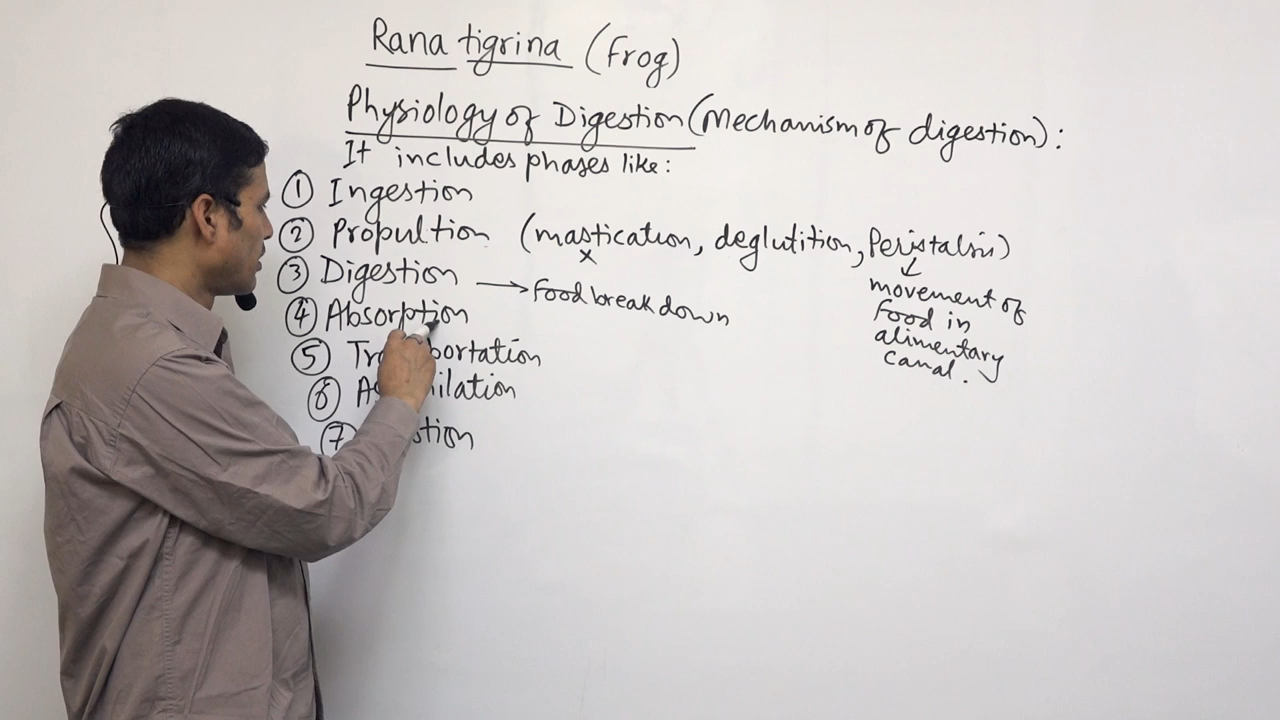 Rana tigrina (frog)
Physiology of Digestion (Mechanism of digestion):
It includes phases like:
① Ingestion
② Propultion (mastication, deglutition, Peristalsis)
x ↓
③ Digestion → Food break down
movement of
food in
alimentary
canal.
④ Absorption
⑤ portation
⑥ ilation
⑦ stion